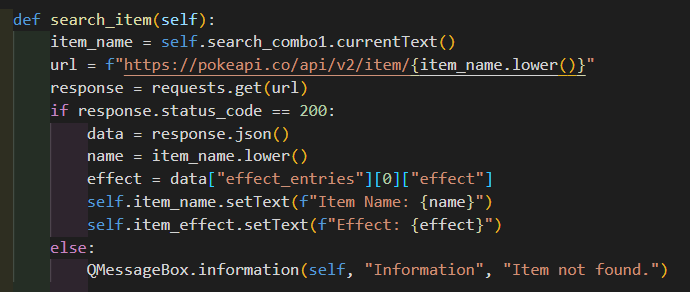 def search_item(self):
    item_name = self.search_combo1.currentText()
    url = f"https://pokeapi.co/api/v2/item/{item_name.lower()}"
    response = requests.get(url)
    if response.status_code == 200:
        data = response.json()
        name = item_name.lower()
        effect = data["effect_entries"][0]["effect"]
        self.item_name.setText(f"Item Name: {name}")
        self.item_effect.setText(f"Effect: {effect}")
    else:
        QMessageBox.information(self, "Information", "Item not found.")